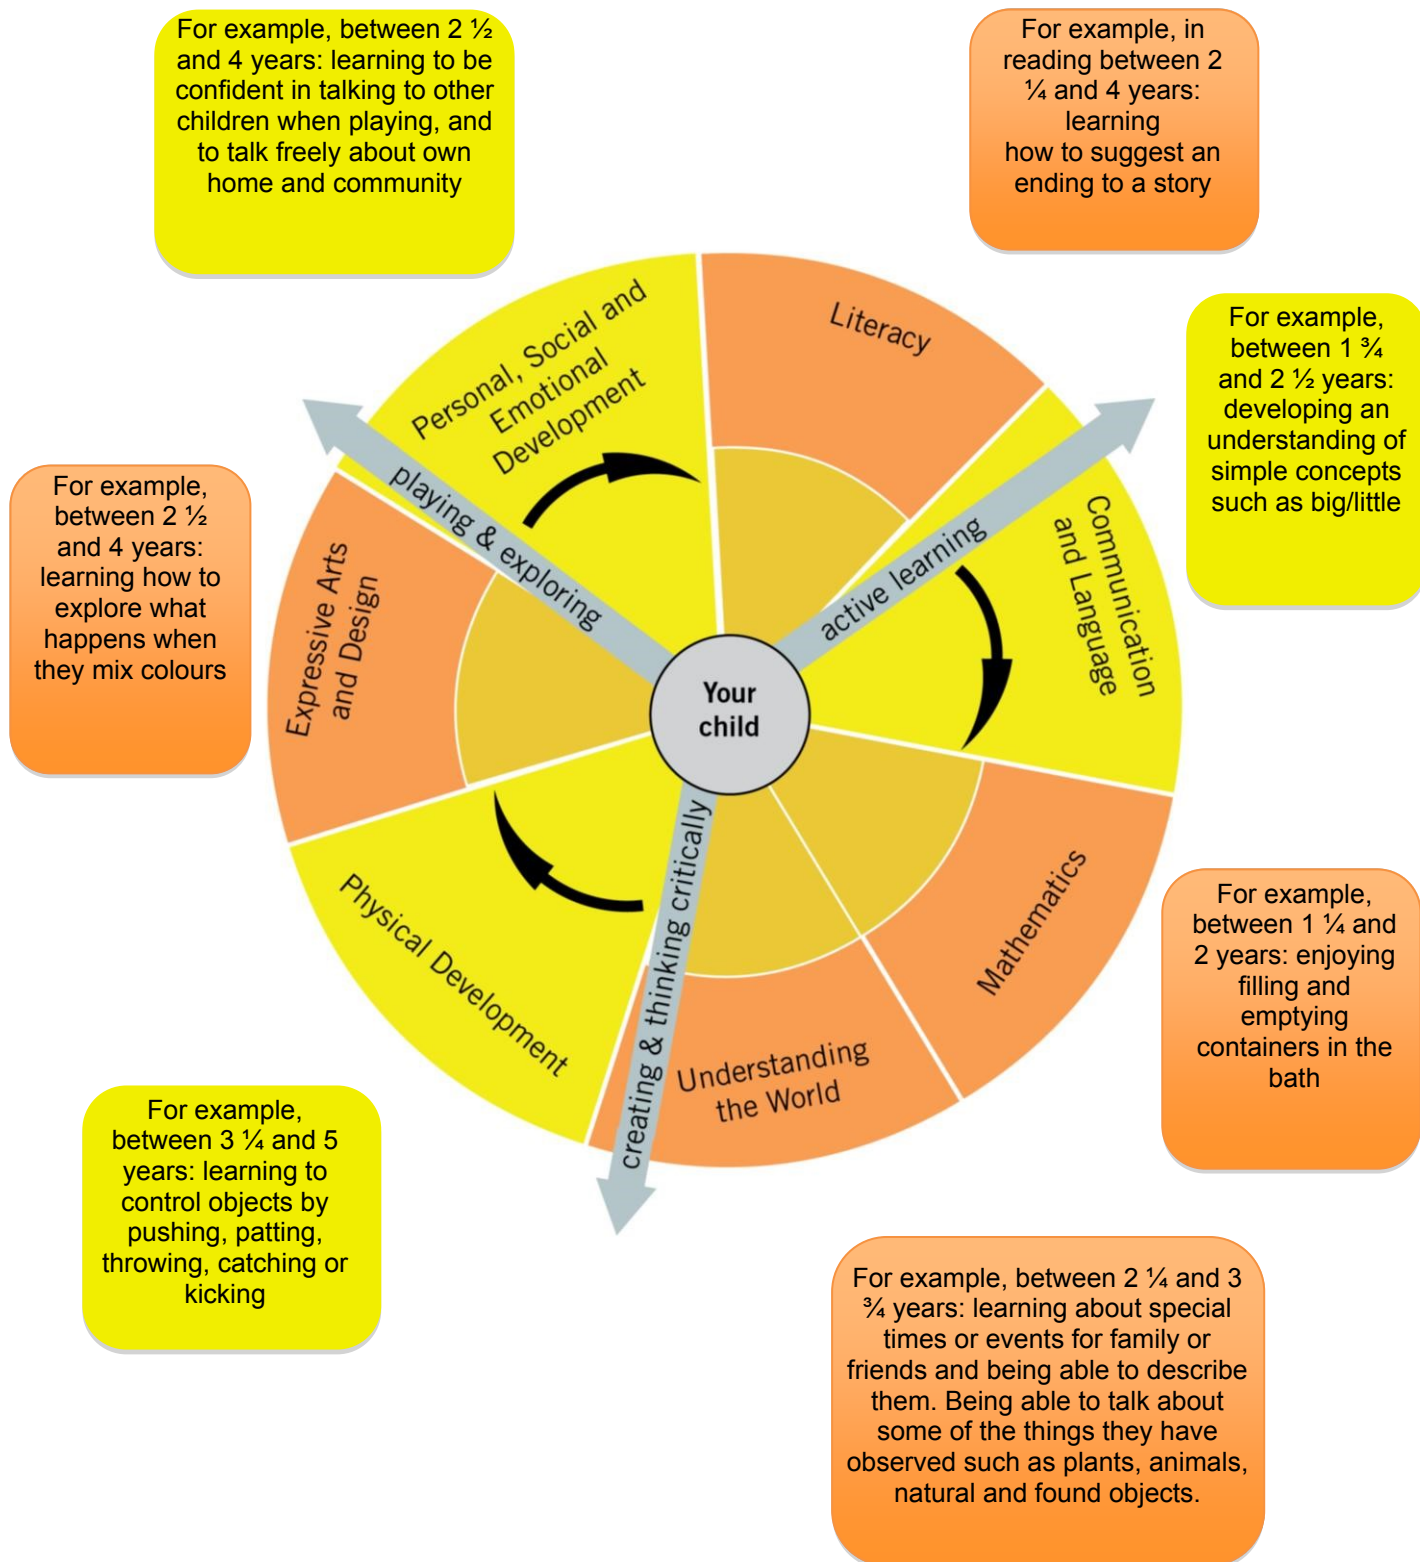 For example, between 2 ½
and 4 years: learning to be
confident in talking to other
children when playing, and
to talk freely about own
home and community
For example, in
reading between 2
¼ and 4 years:
learning
how to suggest an
ending to a story
For example,
between 1 ¾
and 2 ½ years:
developing an
understanding of
simple concepts
such as big/little
For example,
between 2 ½
and 4 years:
learning how to
explore what
happens when
they mix colours
Personal, Social and
Emotional
Development
Literacy
Communication
and Language
Expressive Arts
and Design
playing & exploring
active learning
Your
child
creating & thinking critically
Physical Development
Mathematics
Understanding
the World
For example,
between 1 ¼ and
2 years: enjoying
filling and
emptying
containers in the
bath
For example,
between 3 ¼ and 5
years: learning to
control objects by
pushing, patting,
throwing, catching or
kicking
For example, between 2 ¼ and 3
¾ years: learning about special
times or events for family or
friends and being able to describe
them. Being able to talk about
some of the things they have
observed such as plants, animals,
natural and found objects.